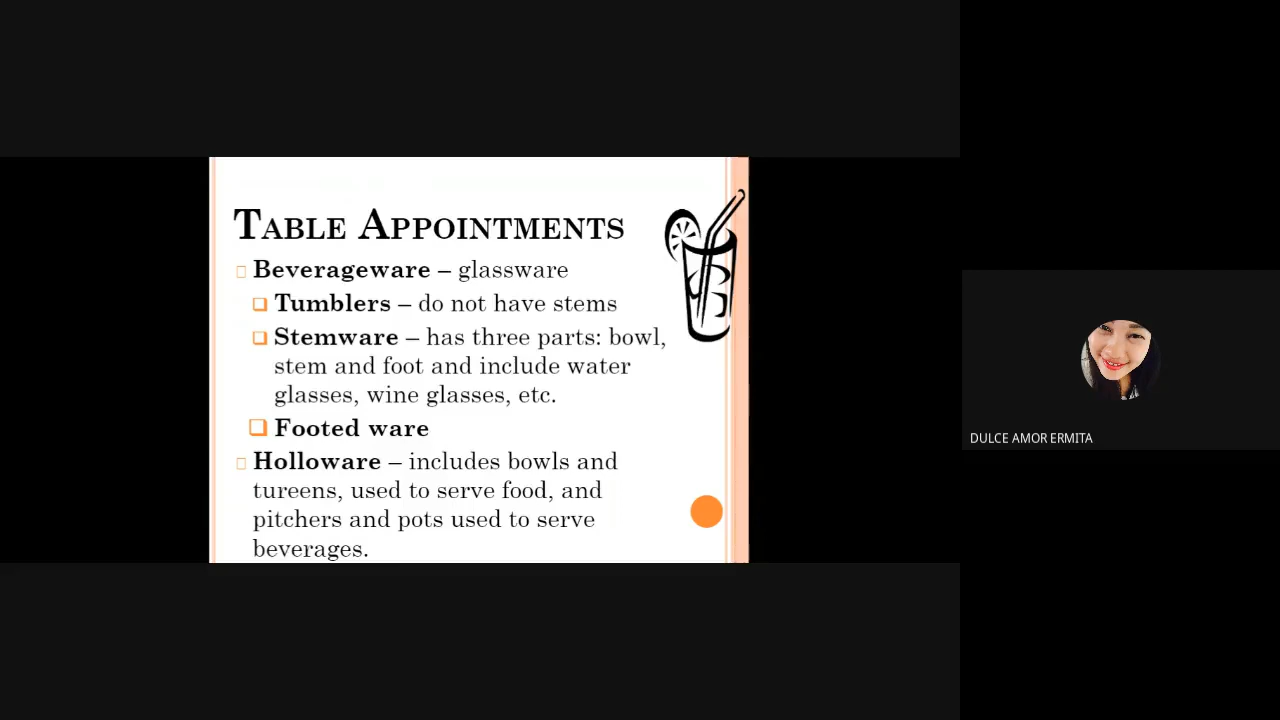 Table Appointments
Beverageware – glassware
Tumblers – do not have stems
Stemware – has three parts: bowl,
stem and foot and include water
glasses, wine glasses, etc.
Footed ware
Holloware – includes bowls and
tureens, used to serve food, and
pitchers and pots used to serve
beverages.
DULCE AMOR ERMITA